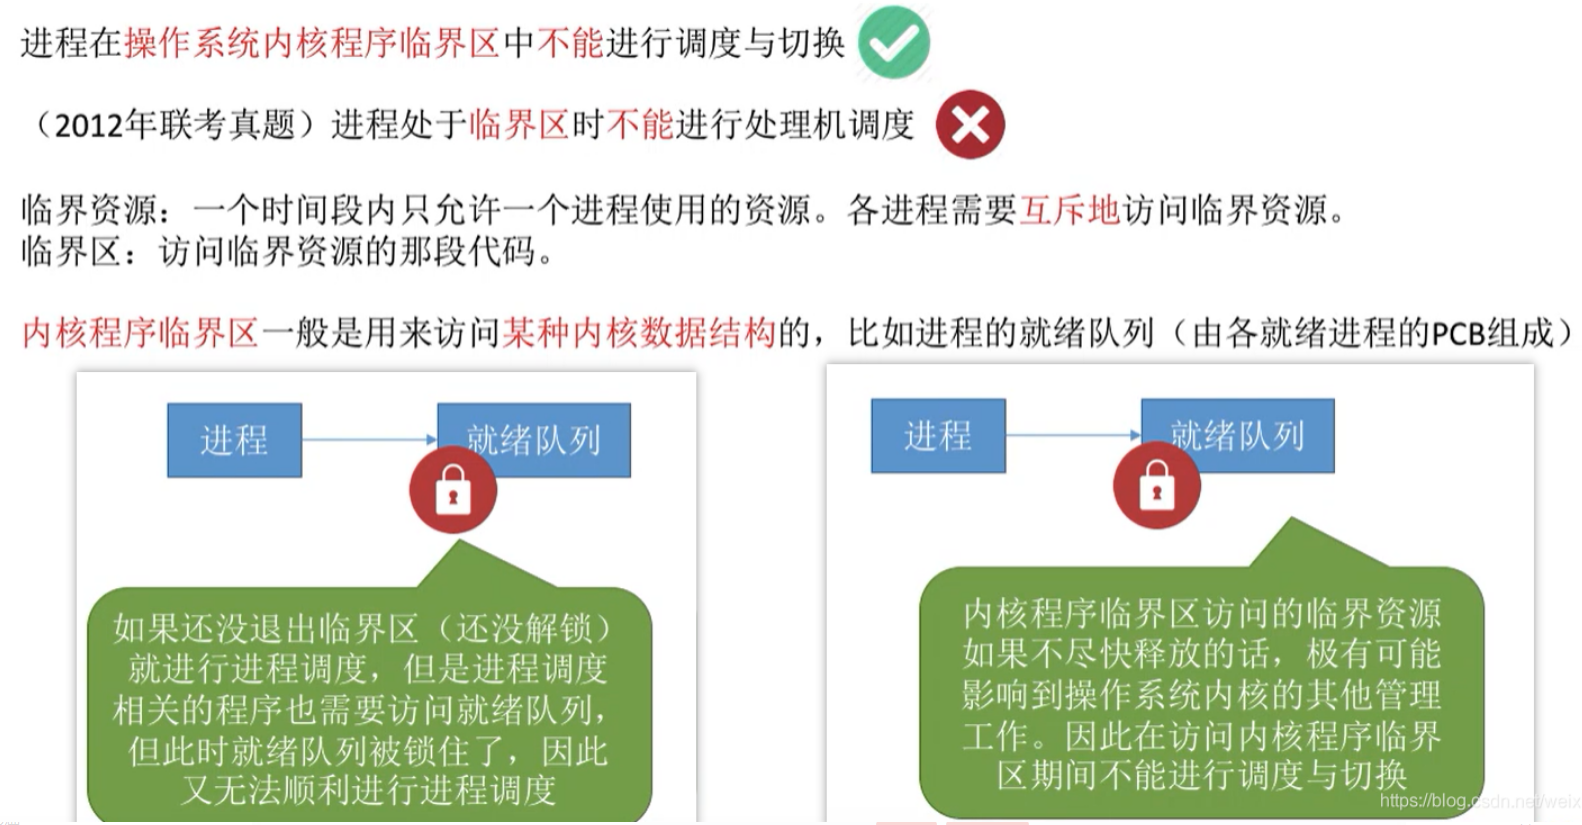 进程在操作系统内核程序临界区中不能进行调度与切换
（2012年联考真题）进程处于临界区时不能进行处理机调度
临界资源：一个时间段内只允许一个进程使用的资源。各进程需要互斥地访问临界资源。
临界区：访问临界资源的那段代码。
内核程序临界区一般是用来访问某种内核数据结构的，比如进程的就绪队列（由各就绪进程的PCB组成）
进程
就绪队列
如果还没退出临界区（还没解锁）
就进行进程调度，但是进程调度
相关的程序也需要访问就绪队列，
但此时就绪队列被锁住了，因此
又无法顺利进行进程调度
进程
就绪队列
内核程序临界区访问的临界资源
如果不尽快释放的话，极有可能
影响到操作系统内核的其他管理
工作。因此在访问内核程序临界
区期间不能进行调度与切换
https://blog.csdn.net/weix